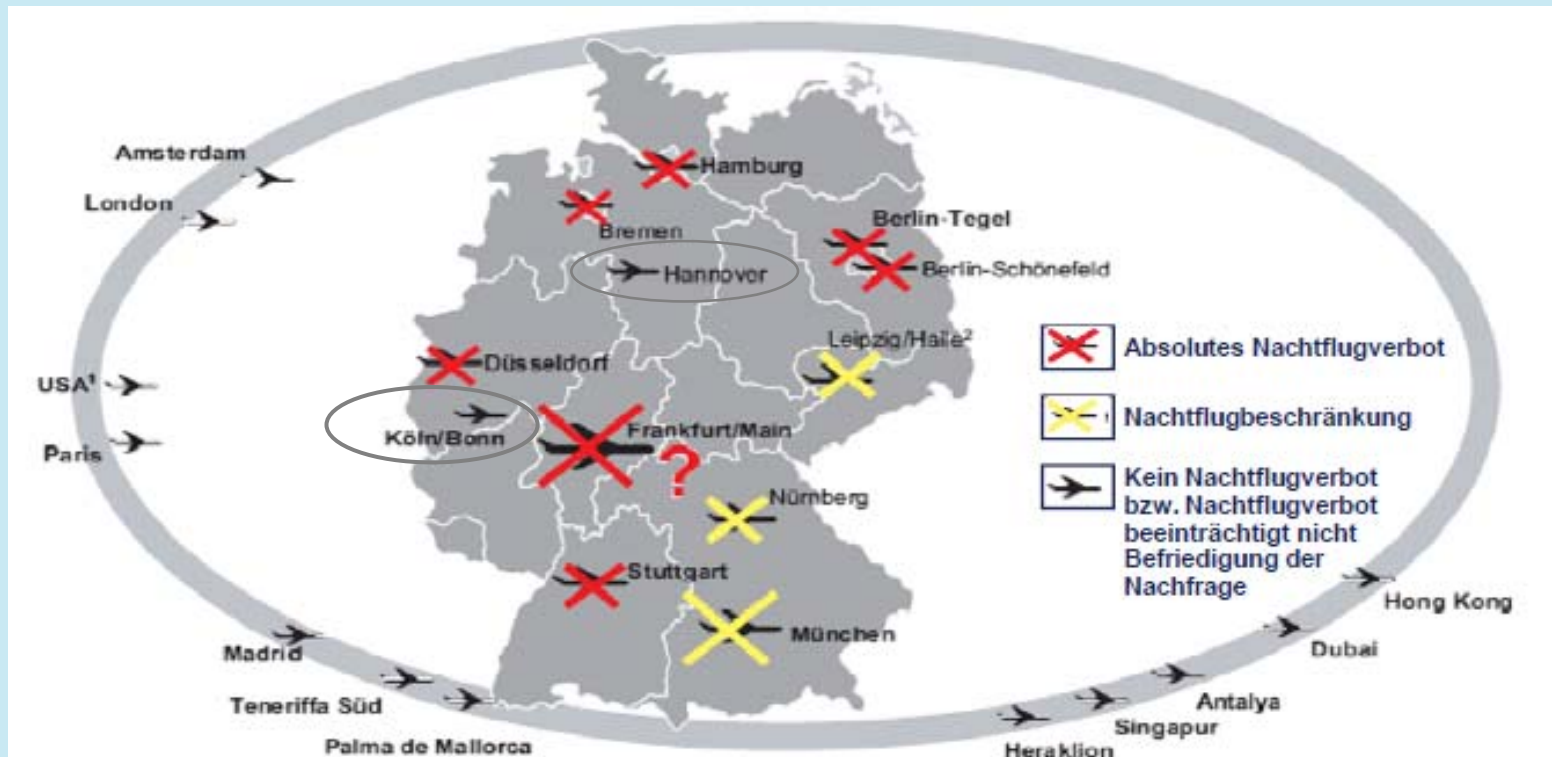 Amsterdam
London
Hamburg
Bremen
Berlin-Tegel
Hannover
Berlin-Schönefeld
Leipzig/Halle²
Düsseldorf
USA¹
Köln/Bonn
Paris
Frankfurt/Main
?
Nürnberg
Stuttgart
München
Absolutes Nachtflugverbot
Nachtflugbeschränkung
Kein Nachtflugverbot
bzw. Nachtflugverbot
beeinträchtigt nicht
Befriedigung der
Nachfrage
Madrid
Teneriffa Süd
Palma de Mallorca
Heraklion
Singapur
Antalya
Dubai
Hong Kong